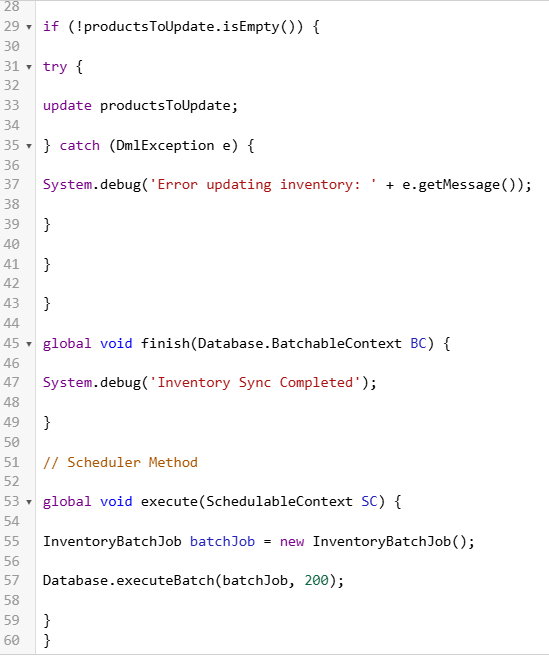 28
29 if (!productsToUpdate.isEmpty()) {
30
31 try {
32
33 update productsToUpdate;
34
35 } catch (DmlException e) {
36
37 System.debug('Error updating inventory: ' + e.getMessage());
38
39 }
40
41 }
42
43 }
44
45 global void finish(Database.BatchableContext BC) {
46
47 System.debug('Inventory Sync Completed');
48
49 }
50
51 // Scheduler Method
52
53 global void execute(SchedulableContext SC) {
54
55 InventoryBatchJob batchJob = new InventoryBatchJob();
56
57 Database.executeBatch(batchJob, 200);
58
59 }
60 }